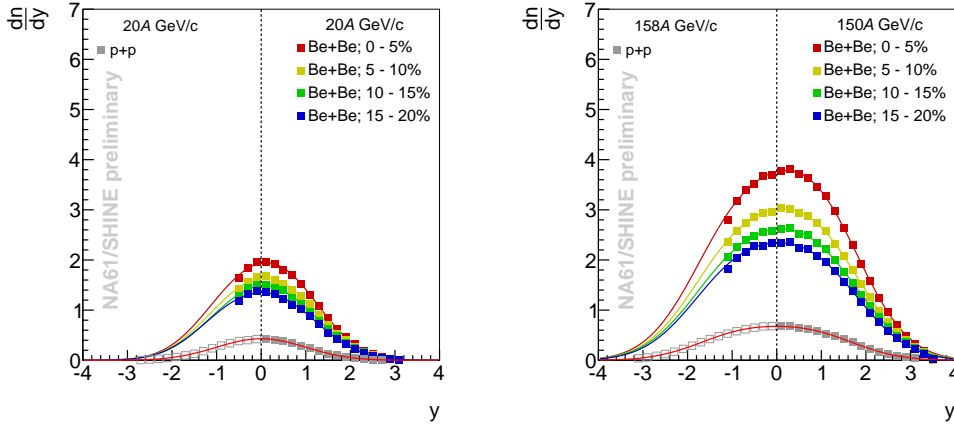 dn
dy
20A GeV/c
20A GeV/c
p+p
Be+Be; 0 - 5%
Be+Be; 5 - 10%
Be+Be; 10 - 15%
Be+Be; 15 - 20%
NA61/SHINE preliminary
7
6
5
4
3
2
1
0
-4 -3 -2 -1 0 1 2 3 4
y
dn
dy
158A GeV/c
150A GeV/c
p+p
Be+Be; 0 - 5%
Be+Be; 5 - 10%
Be+Be; 10 - 15%
Be+Be; 15 - 20%
NA61/SHINE preliminary
7
6
5
4
3
2
1
0
-4 -3 -2 -1 0 1 2 3 4
y